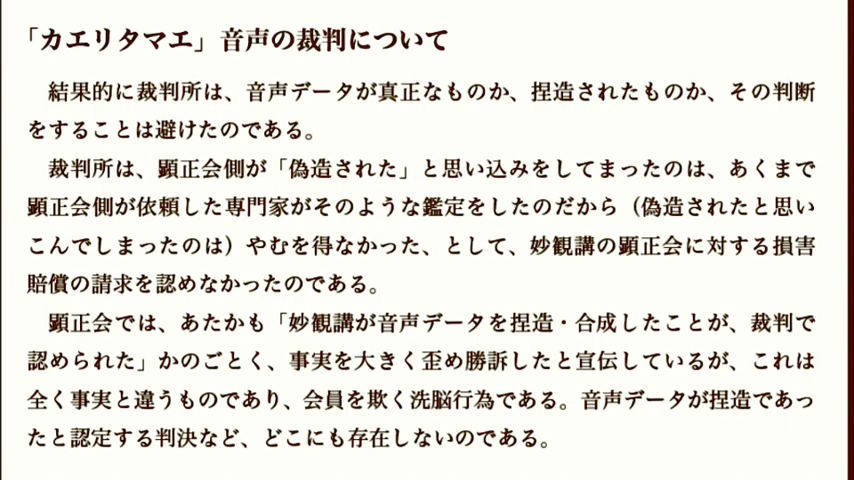 「カエリタマエ」音声の裁判について
結果的に裁判所は、音声データが真正なものか、捏造されたものか、その判断
をすることは避けたのである。
裁判所は、顕正会側が「偽造された」と思い込みをしてまったのは、あくまで
顕正会側が依頼した専門家がそのような鑑定をしたのだから（偽造されたと思い
こんでしまったのは）やむを得なかった、として、妙観講の顕正会に対する損害
賠償の請求を認めなかったのである。
顕正会では、あたかも「妙観講が音声データを捏造・合成したことが、裁判で
認められた」かのごとく、事実を大きく歪め勝訴したと宣伝しているが、これは
全く事実と違うものであり、会員を欺く洗脳行為である。音声データが捏造であっ
たと認定する判決など、どこにも存在しないのである。